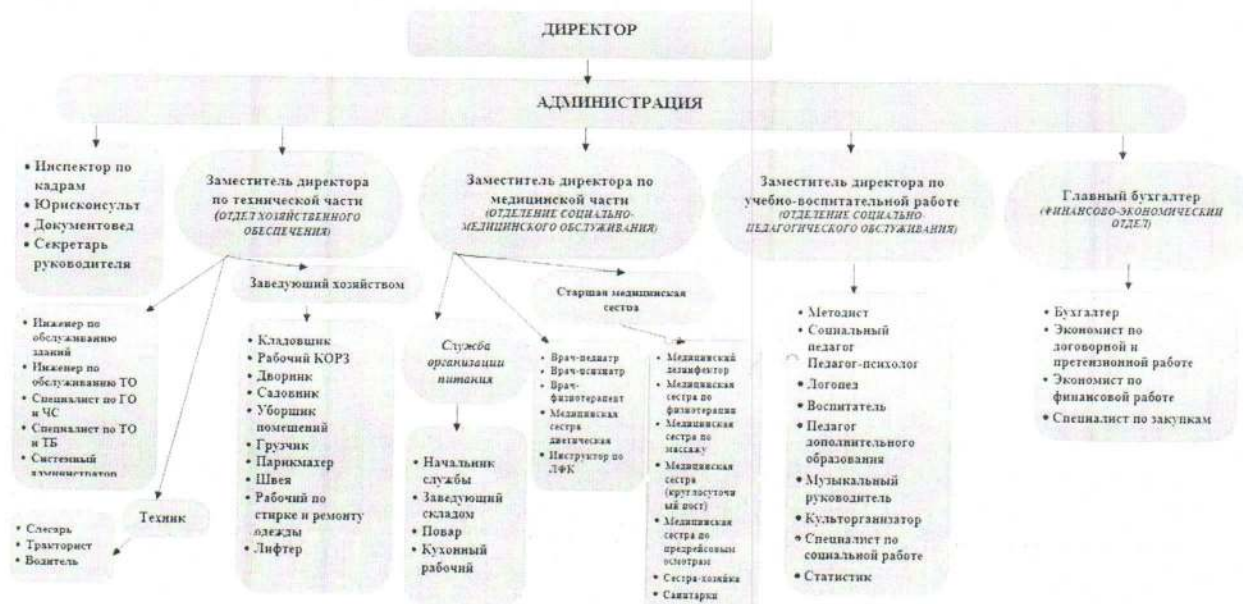 ДИРЕКТОР
АДМИНИСТРАЦИЯ
• Инспектор по
кадрам
• Юрисконсульт
• Документовед
• Секретарь
руководителя
Заместитель директора
по технической части
(ОТДЕЛ ХОЗЯЙСТВЕННОГО
ОБЕСПЕЧЕНИЯ)
Заместитель директора по
медицинской части
(ОТДЕЛЕНИЕ СОЦИАЛЬНО-
МЕДИЦИНСКОГО ОБСЛУЖИВАНИЯ)
Заместитель директора по
учебно-воспитательной работе
(ОТДЕЛЕНИЕ СОЦИАЛЬНО-
ПЕДАГОГИЧЕСКОГО ОБСЛУЖИВАНИЯ)
Главный бухгалтер
(ФИНАНСОВО-ЭКОНОМИЧЕСКИЙ
ОТДЕЛ)
• Инженер по
обслуживанию
зданий
• Инженер по
обслуживанию ТО
• Специалист по ГО
и ЧС
• Специалист по ТО
и ТБ
• Системный
администратор
Техник
• Слесарь
• Тракторист
• Водитель
Заведующий хозяйством
• Кладовщик
• Рабочий КОРЗ
• Дворник
• Садовник
• Уборщик
помещений
• Грузчик
• Парикмахер
• Швея
• Рабочий по
стирке и ремонту
одежды
• Лифтер
Служба
организации
питания
• Начальник
службы
• Заведующий
складом
• Повар
• Кухонный
рабочий
Старшая медицинская
сестра
• Врач-педиатр
• Врач-психиатр
• Врач-
физиотерапевт
• Медицинская
сестра
диетическая
• Инструктор по
ЛФК
• Медицинский
дезинфектор
• Медицинская
сестра по
физиотерапии
• Медицинская
сестра по
массажу
• Медицинская
сестра
(круглосуточн
ый пост)
• Медицинская
сестра по
предрейсовым
осмотрам
• Сестра-хозяйка
• Санитарки
• Методист
• Социальный
педагог
Педагог-психолог
• Логопед
• Воспитатель
• Педагог
дополнительного
образования
• Музыкальный
руководитель
• Культорганизатор
• Специалист по
социальной работе
• Статистик
• Бухгалтер
• Экономист по
договорной и
претензионной работе
• Экономист по
финансовой работе
• Специалист по закупкам